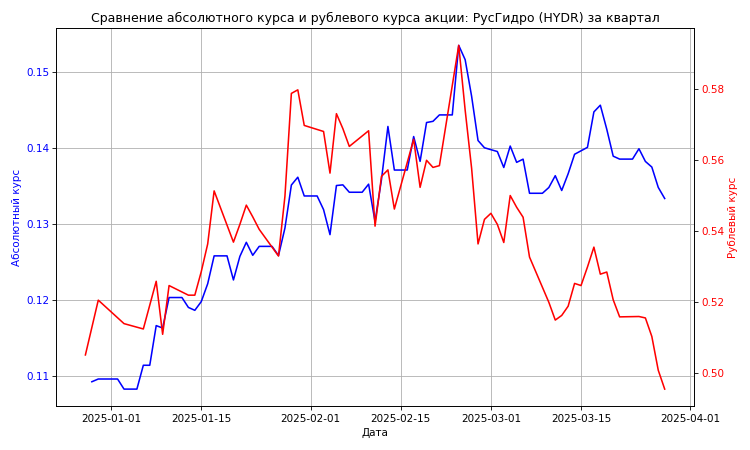 Сравнение абсолютного курса и рублевого курса акции: РусГидро (HYDR) за квартал
Абсолютный курс
0.15
0.14
0.13
0.12
0.11
0.58
0.56
0.54
0.52
0.50
Рублевый курс
2025-01-01 2025-01-15 2025-02-01 2025-02-15 2025-03-01 2025-03-15 2025-04-01
Дата